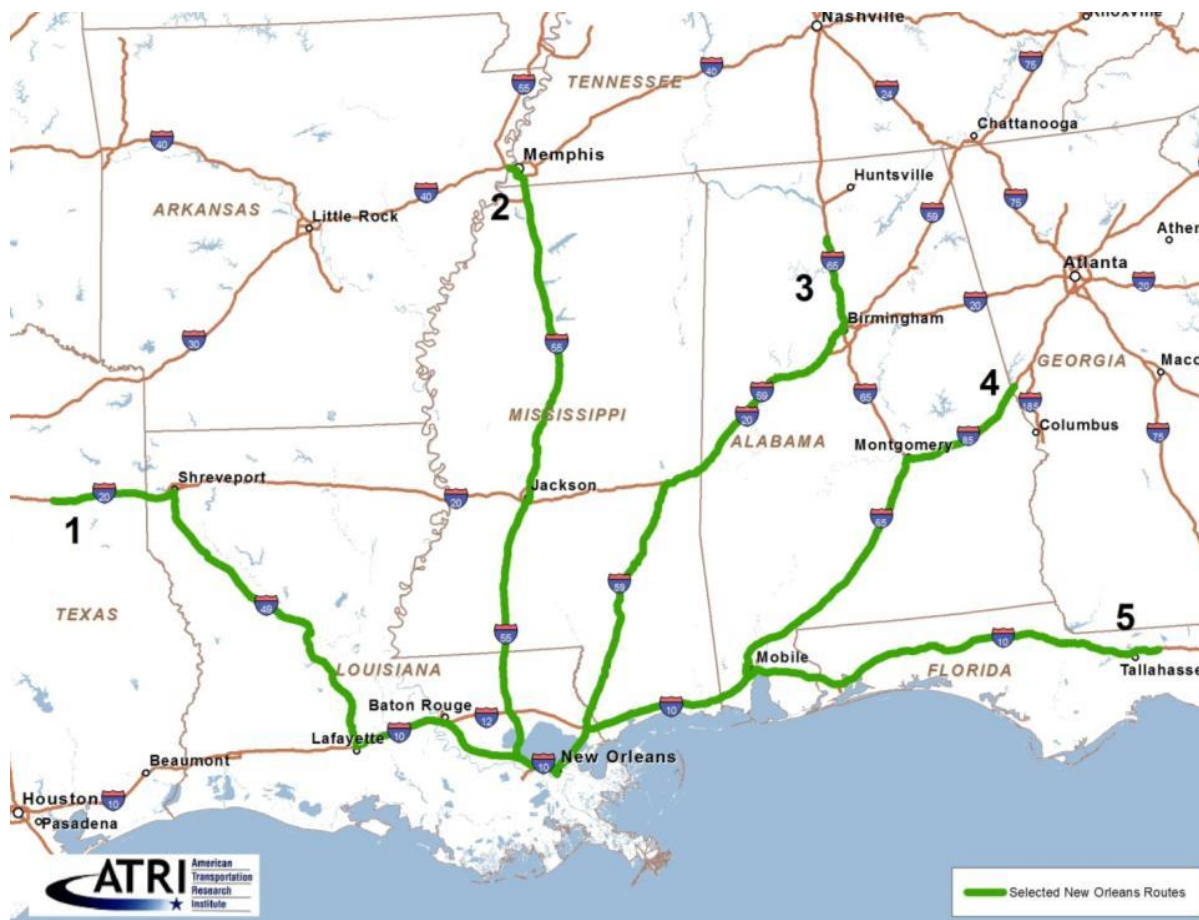 Nashville
Knoxville
40
55
TENNESSEE
75
24
40
Chattanooga
Memphis
Huntsville
ARKANSAS
40
2
59
75
Little Rock
Ather
65
Atlanta
3
20
20
Birmingham
30
55
GEORGIA
4
Maco
59
65
185
MISSISSIPPI
20
ALABAMA
Columbus
85
75
Montgomery
Shreveport
20
Jackson
20
1
65
59
49
TEXAS
55
5
10
LOUISIANA
Mobile
FLORIDA
Tallahasse
Baton Rouge
12
10
Lafayette
10
New Orleans
10
Beaumont
Houston
10
Pasadena
ATRI
American
Transportation
Research
Institute
Selected New Orleans Routes